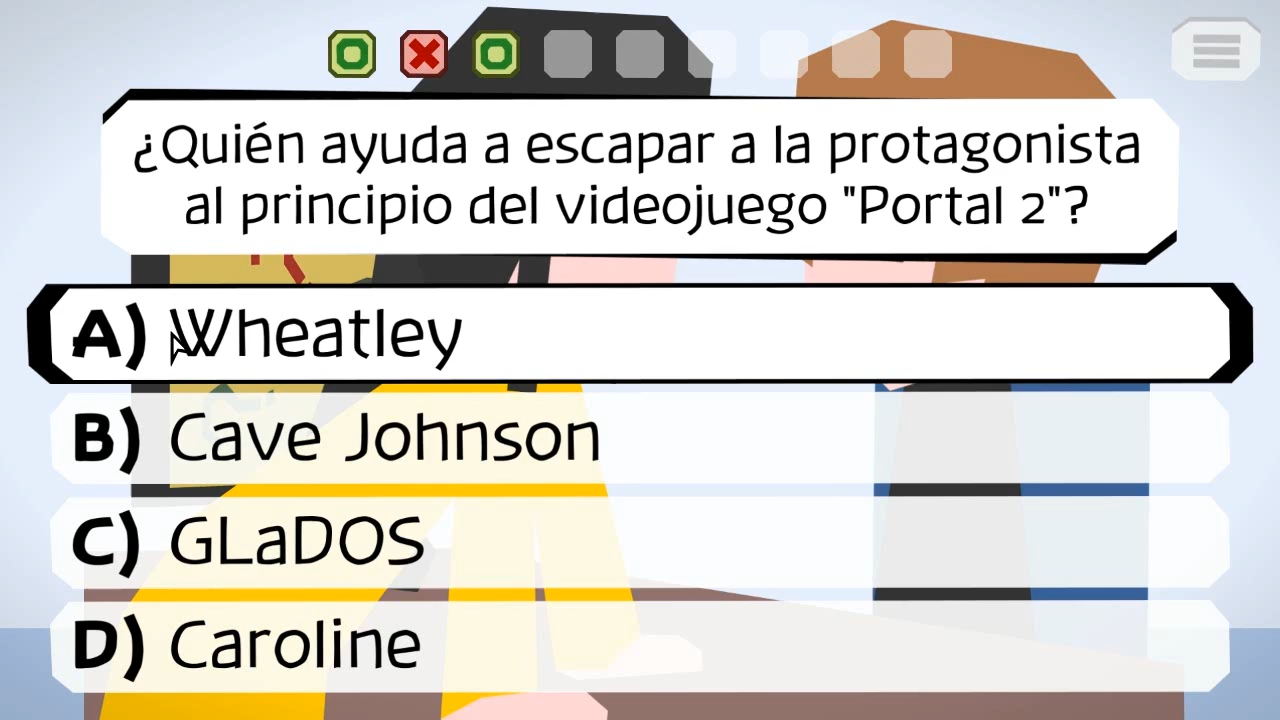 ¿Quién ayuda a escapar a la protagonista
al principio del videojuego "Portal 2"?
A) Wheatley
B) Cave Johnson
C) GLaDOS
D) Caroline